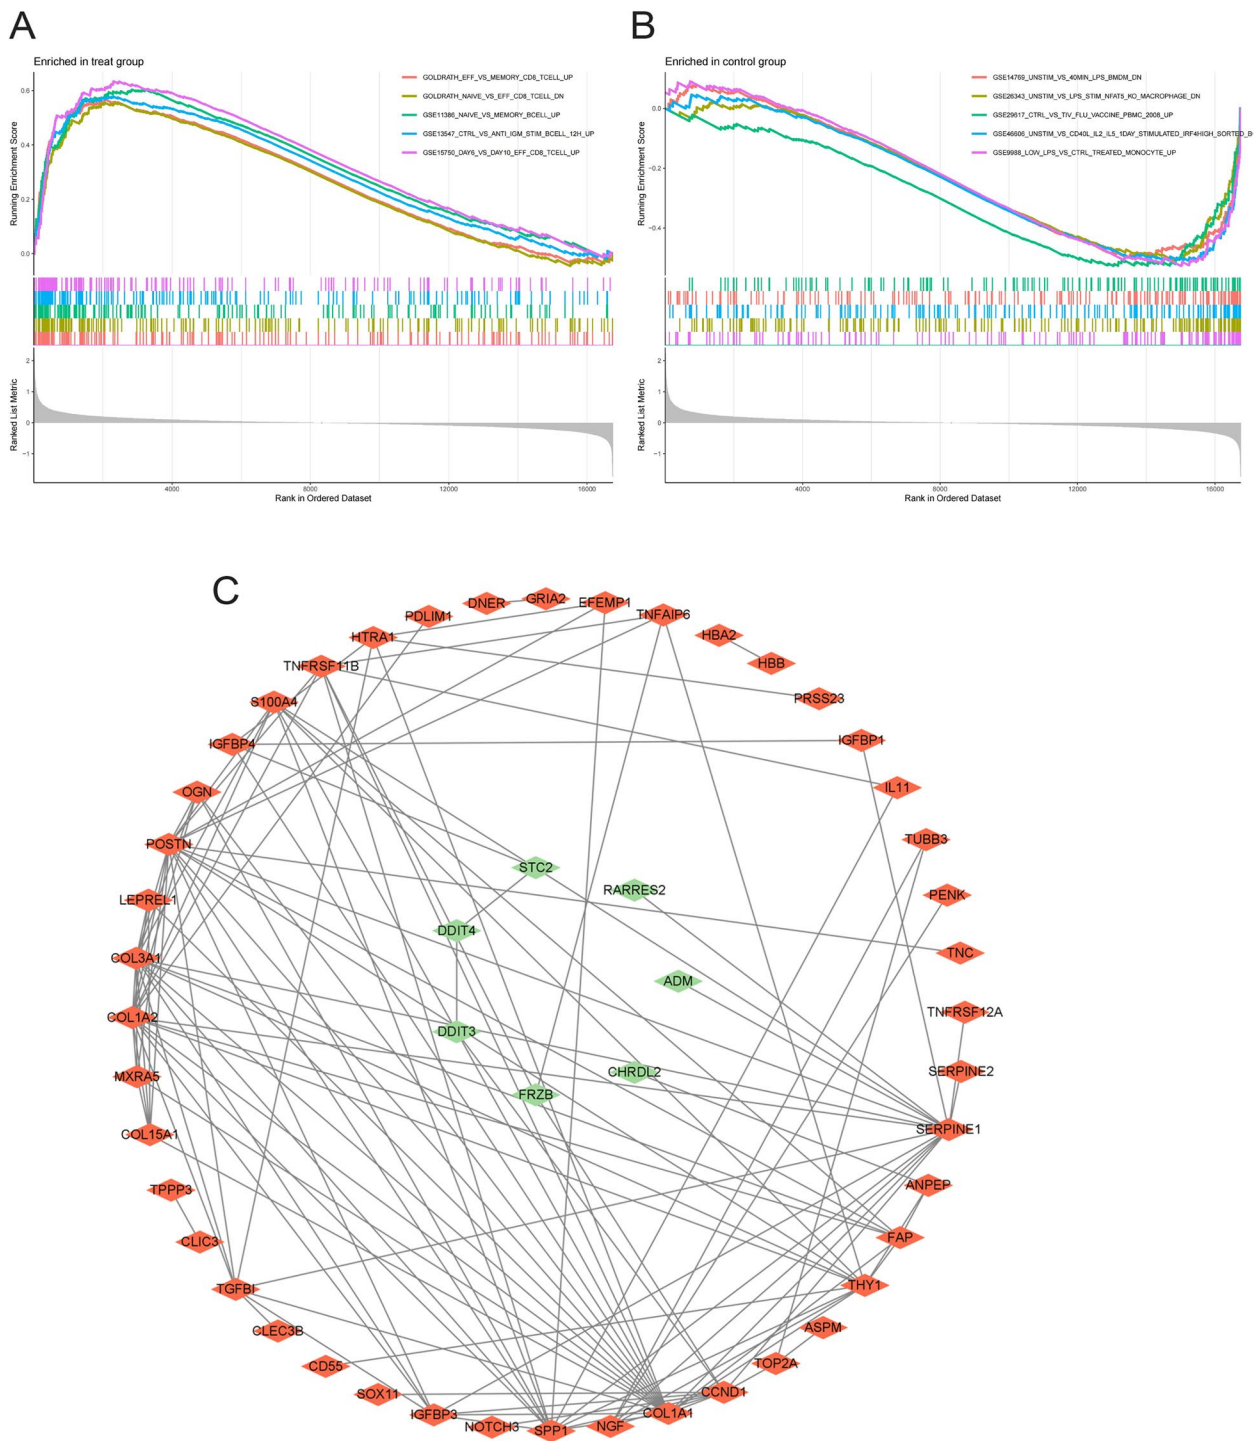 A
B
Enriched in treat group
Running Enrichment Score
0.6
0.4
0.2
0.0
GOLDRATH_EFF_VS_MEMORY_CD8_TCELL_UP
GOLDRATH_NAIVE_VS_EFF_CD8_TCELL_DN
GSE11386_NAIVE_VS_MEMORY_BCELL_UP
GSE13547_CTRL_VS_ANTI_IGM_STIM_BCELL_12H_UP
GSE15750_DAY6_VS_DAY10_EFF_CD8_TCELL_UP
Ranked List Metric
2
1
0
−1
4000
8000
12000
16000
Rank in Ordered Dataset
Enriched in control group
Running Enrichment Score
0.0
−0.2
−0.4
GSE14769_UNSTIM_VS_40MIN_LPS_BMDM_DN
GSE26343_UNSTIM_VS_LPS_STIM_NFAT5_KO_MACROPHAGE_DN
GSE29617_CTRL_VS_TIV_FLU_VACCINE_PBMC_2008_UP
GSE46606_UNSTIM_VS_CD40L_IL2_IL5_1DAY_STIMULATED_IRF4HIGH_SORTED_B
GSE9988_LOW_LPS_VS_CTRL_TREATED_MONOCYTE_UP
Ranked List Metric
2
1
0
−1
4000
8000
12000
16000
Rank in Ordered Dataset
C
DNER
GRIA2
EFEMP1
PDLIM1
TNFAIP6
HTRA1
HBA2
TNFRSF11B
HBB
S100A4
PRSS23
IGFBP4
IGFBP1
OGN
IL11
POSTN
TUBB3
STC2
RARRES2
LEPREL1
PENK
DDIT4
COL3A1
TNC
ADM
COL1A2
TNFRSF12A
DDIT3
MXRA5
CHRDL2
SERPINE2
FRZB
COL15A1
SERPINE1
TPPP3
ANPEP
CLIC3
FAP
TGFBI
THY1
CLEC3B
ASPM
CD55
TOP2A
SOX11
CCND1
IGFBP3
COL1A1
NOTCH3
SPP1
NGF